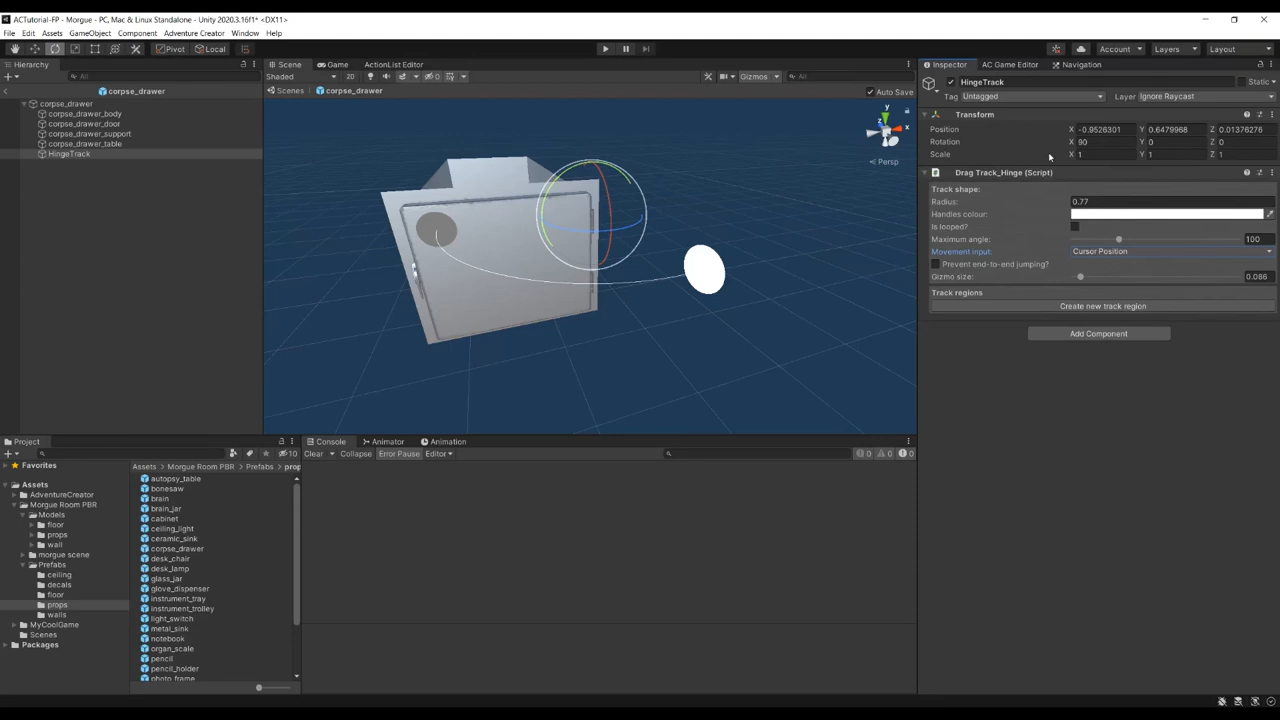 ACTutorial-FP - Morgue - PC, Mac & Linux Standalone - Unity 2020.3.16f1* <DX11>
File Edit Assets GameObject Component Adventure Creator Window Help
Pivot Local Account Layers Layout
Hierarchy
All
corpse_drawer
corpse_drawer
corpse_drawer_body
corpse_drawer_door
corpse_drawer_support
corpse_drawer_table
HingeTrack
Scene Game ActionList Editor
Shaded 2D 0 Gizmos All
Scenes corpse_drawer Auto Save
y
x
z
Persp
Inspector AC Game Editor Navigation
HingeTrack Static
Tag Untagged Layer Ignore Raycast
Transform
Position X -0.9526301 Y 0.6479968 Z 0.01376276
Rotation X 90 Y 0 Z 0
Scale X 1 Y 1 Z 1
Drag Track_Hinge (Script)
Track shape:
Radius: 0.77
Handles colour:
Is looped?
Maximum angle: 100
Movement input: Cursor Position
Prevent end-to-end jumping?
Gizmo size: 0.086
Track regions
Create new track region
Add Component
Project
10
Favorites
Assets
AdventureCreator
Morgue Room PBR
Models
floor
props
wall
morgue scene
Prefabs
ceiling
decals
floor
props
walls
MyCoolGame
Scenes
Packages
Assets Morgue Room PBR Prefabs prop
autopsy_table
bonesaw
brain
brain_jar
cabinet
ceiling_light
ceramic_sink
corpse_drawer
desk_chair
desk_lamp
glass_jar
glove_dispenser
instrument_tray
instrument_trolley
light_switch
metal_sink
notebook
organ_scale
pencil
pencil_holder
photo_frame
Console Animator Animation
Clear Collapse Error Pause Editor 0 0 0